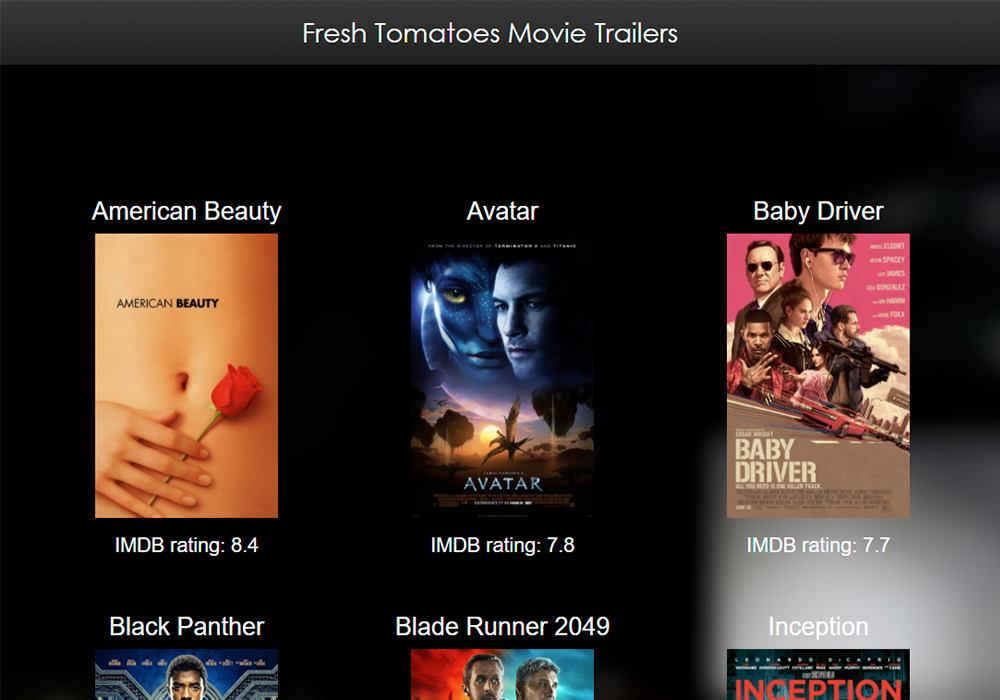 Fresh Tomatoes Movie Trailers
American Beauty
Avatar
Baby Driver
AMERICAN BEAUTY
FROM THE DIRECTOR OF TERMINATOR 2 AND TITANIC
AVATAR
ANSEL ELGORT
KEVIN SPACEY
LILY JAMES
EIZA GONZALEZ
JON HAMM
JAMIE FOXX
EDGAR WRIGHT
BABY
DRIVER
ALL YOU NEED IS ONE KILLER TRACK.
IMDB rating: 8.4
IMDB rating: 7.8
IMDB rating: 7.7
Black Panther
Blade Runner 2049
Inception
LEONARDO DiCAPRIO
INCEPTION